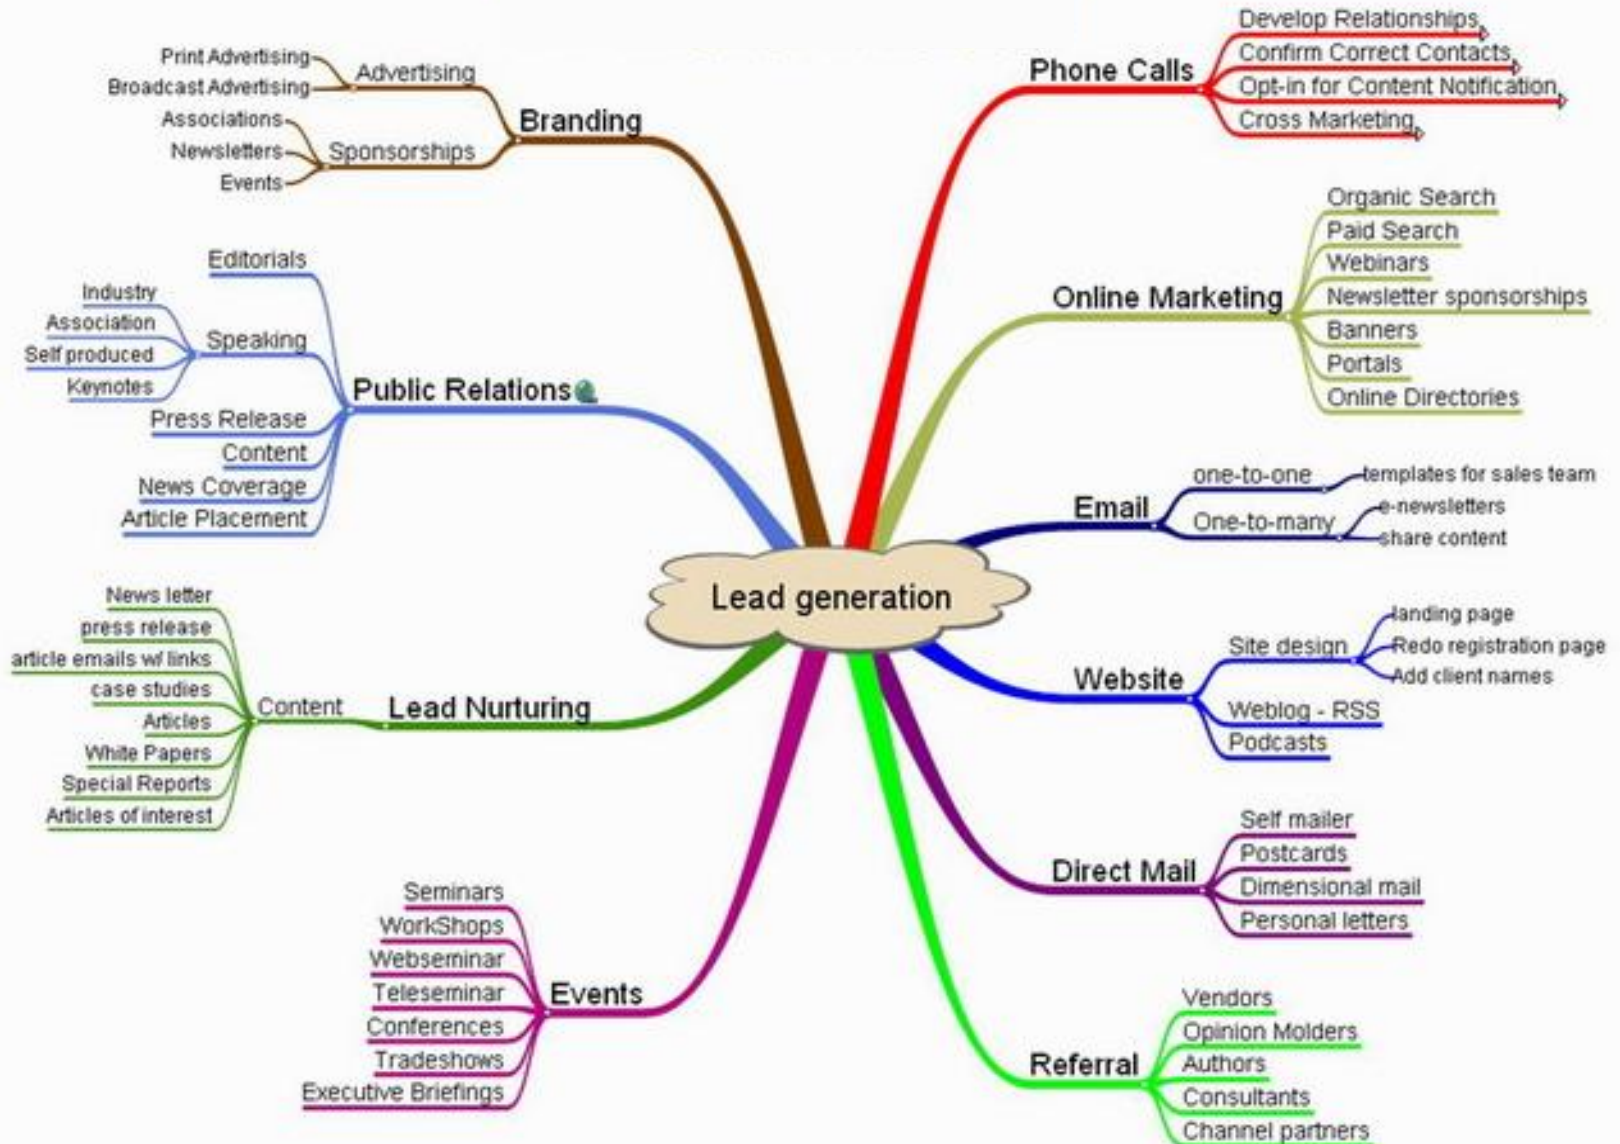 Lead generation
Phone Calls
Develop Relationships
Confirm Correct Contacts
Opt-in for Content Notification
Cross Marketing
Online Marketing
Organic Search
Paid Search
Webinars
Newsletter sponsorships
Banners
Portals
Online Directories
Email
one-to-one
templates for sales team
One-to-many
e-newsletters
share content
Website
Site design
landing page
Redo registration page
Add client names
Weblog - RSS
Podcasts
Direct Mail
Self mailer
Postcards
Dimensional mail
Personal letters
Referral
Vendors
Opinion Molders
Authors
Consultants
Channel partners
Branding
Advertising
Print Advertising
Broadcast Advertising
Sponsorships
Associations
Newsletters
Events
Public Relations
Editorials
Speaking
Industry
Association
Self produced
Keynotes
Press Release
Content
News Coverage
Article Placement
Lead Nurturing
Content
News letter
press release
article emails w/ links
case studies
Articles
White Papers
Special Reports
Articles of interest
Events
Seminars
WorkShops
Webseminar
Teleseminar
Conferences
Tradeshows
Executive Briefings